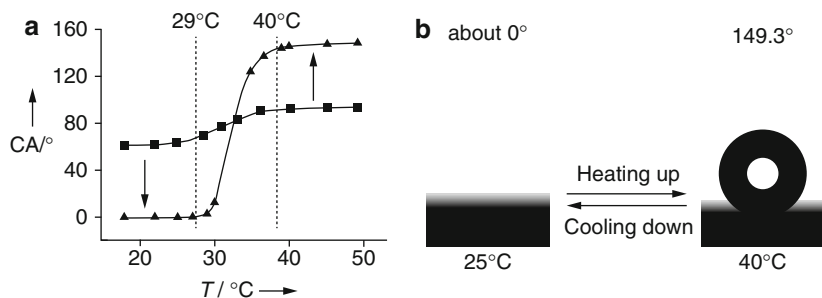 a
29°C
40°C
160
120
80
40
0
CA/°
20
30
40
50
T / °C
b
about 0°
149.3°
Heating up
Cooling down
25°C
40°C